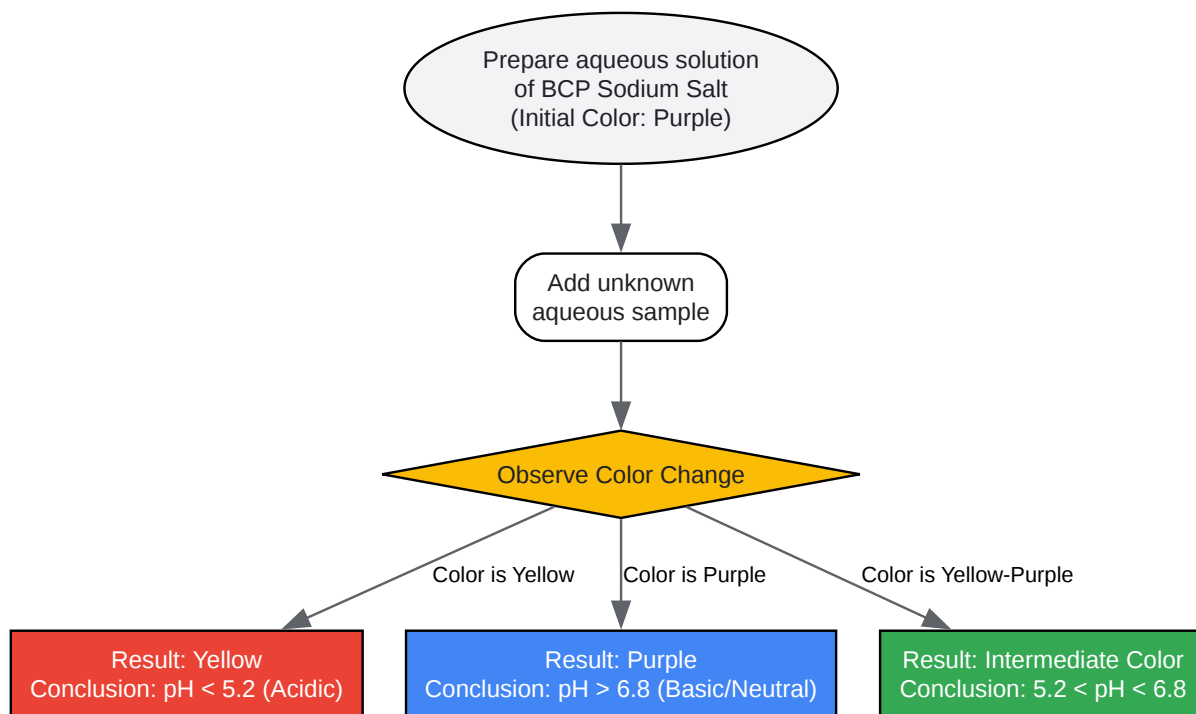 Prepare aqueous solution
of BCP Sodium Salt
(Initial Color: Purple)
Add unknown
aqueous sample
Observe Color Change
Color is Yellow
Color is Purple
Color is Yellow-Purple
Result: Yellow
Conclusion: pH < 5.2 (Acidic)
Result: Purple
Conclusion: pH > 6.8 (Basic/Neutral)
Result: Intermediate Color
Conclusion: 5.2 < pH < 6.8